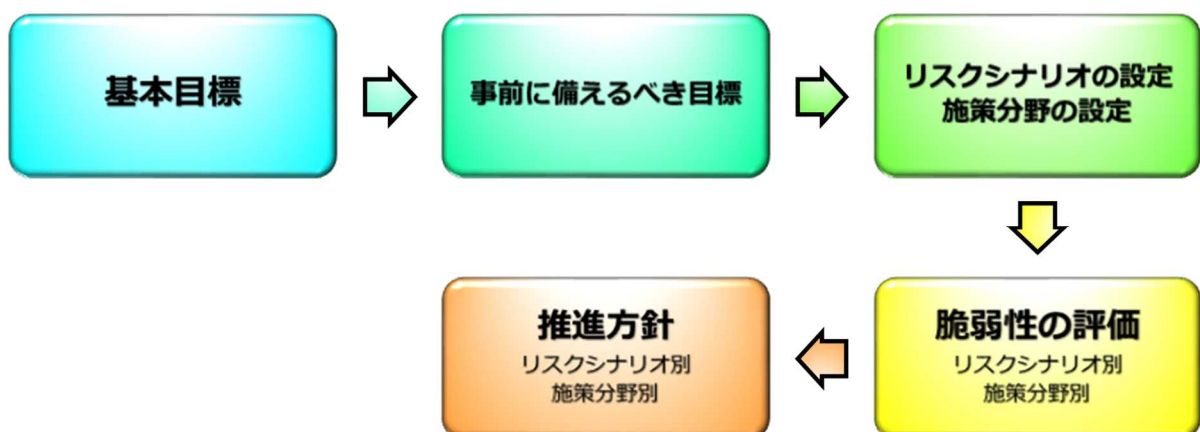 基本目標
事前に備えるべき目標
リスクシナリオの設定
施策分野の設定
脆弱性の評価
リスクシナリオ別
施策分野別
推進方針
リスクシナリオ別
施策分野別